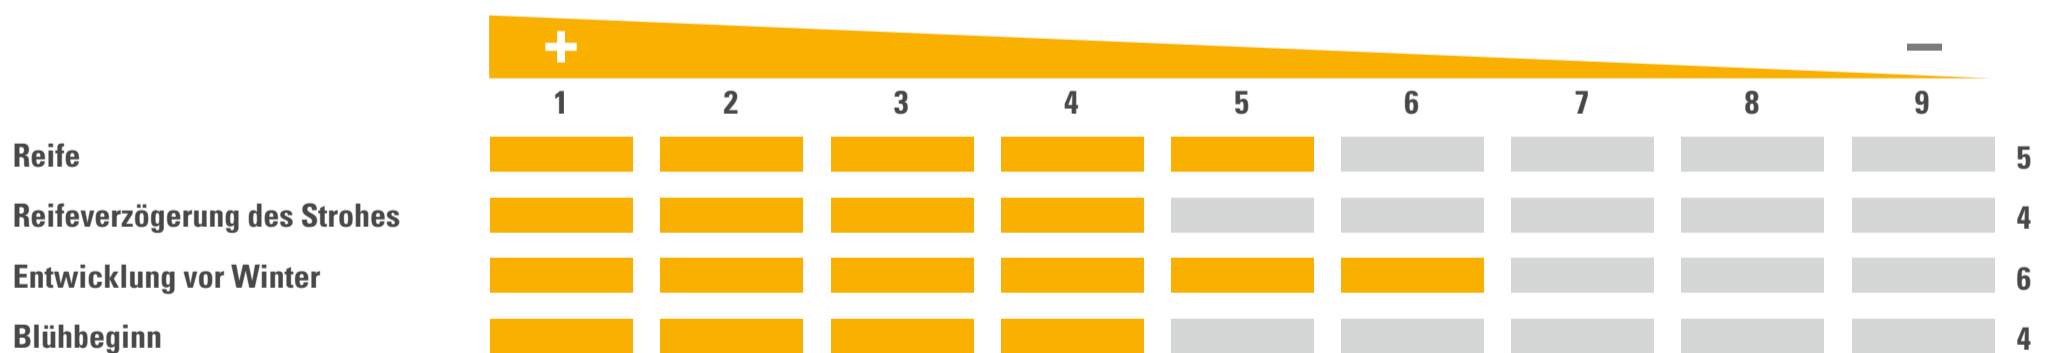 + −
1 2 3 4 5 6 7 8 9
Reife 5
Reifeverzögerung des Strohes 4
Entwicklung vor Winter 6
Blühbeginn 4